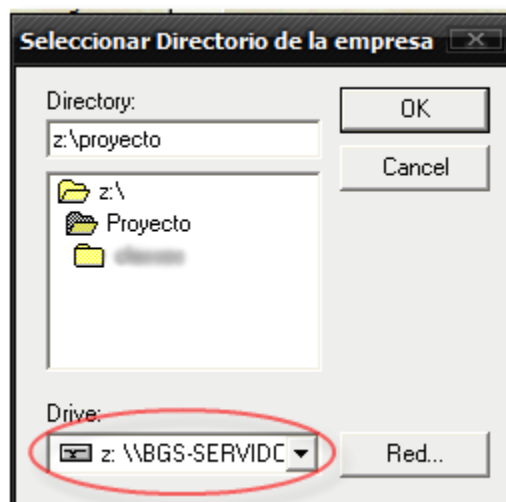 Seleccionar Directorio de la empresa
Directory:
OK
z:\proyecto
Cancel
z:\
Proyecto
Drive:
z: \\BGS-SERVIDC
Red...